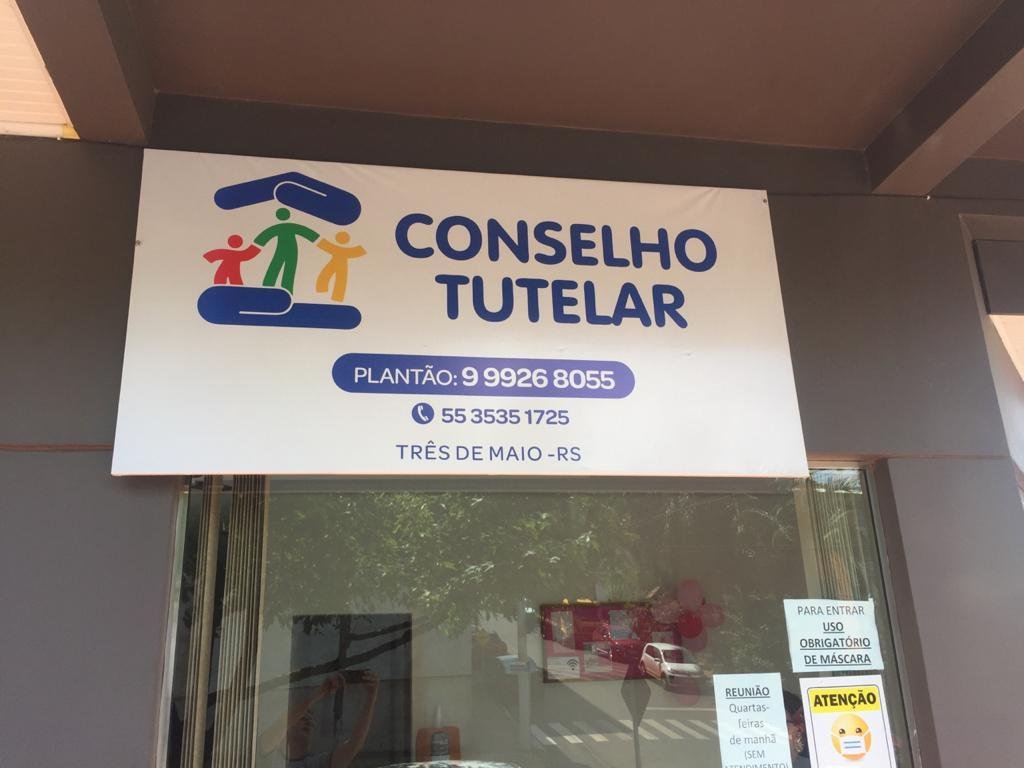 CONSELHO
TUTELAR
PLANTÃO: 9 9926 8055
55 3535 1725
TRÊS DE MAIO -RS
PARA ENTRAR
USO
OBRIGATÓRIO
DE MÁSCARA
REUNIÃO
Quartas-
feiras
de manhã
(SEM
ATENDIMENTO)
ATENÇÃO